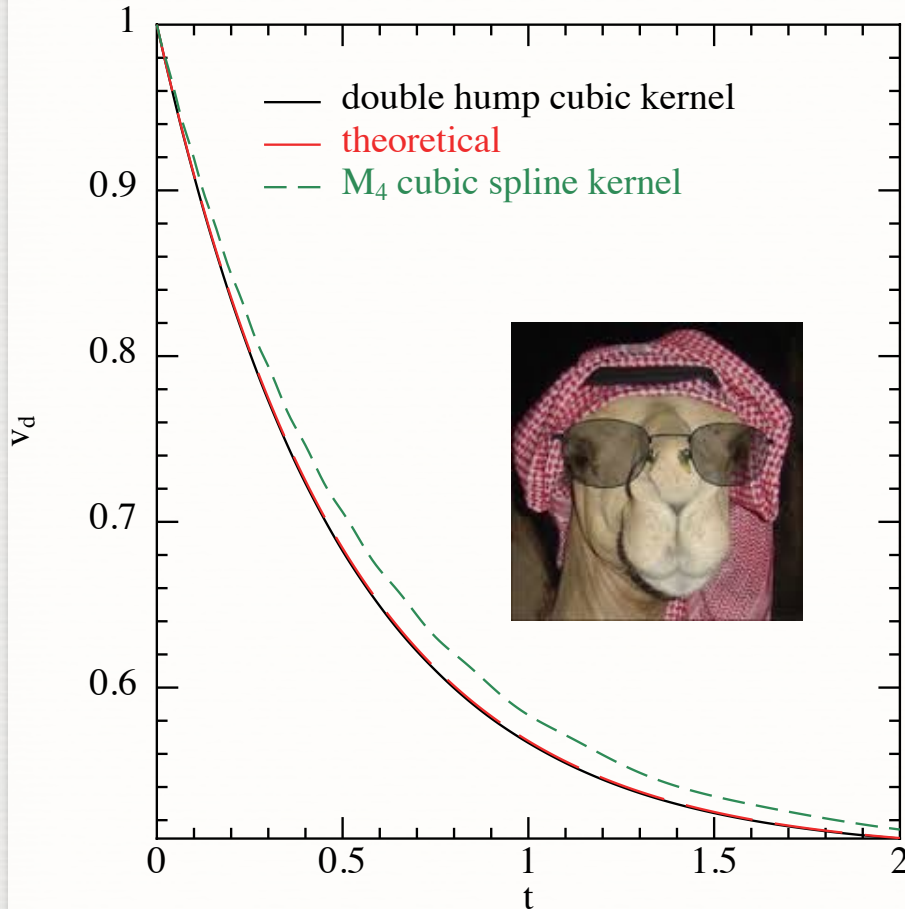 1
double hump cubic kernel
theoretical
M₄ cubic spline kernel
0.9
0.8
v_d
0.7
0.6
0
0.5
1
1.5
2
t